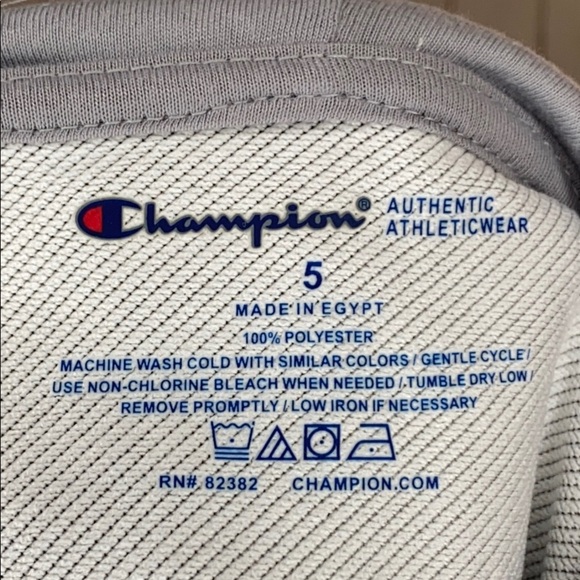 Champion® AUTHENTIC
ATHLETICWEAR
5
MADE IN EGYPT
100% POLYESTER
MACHINE WASH COLD WITH SIMILAR COLORS / GENTLE CYCLE /
USE NON-CHLORINE BLEACH WHEN NEEDED / TUMBLE DRY LOW /
REMOVE PROMPTLY / LOW IRON IF NECESSARY
RN# 82382 CHAMPION.COM